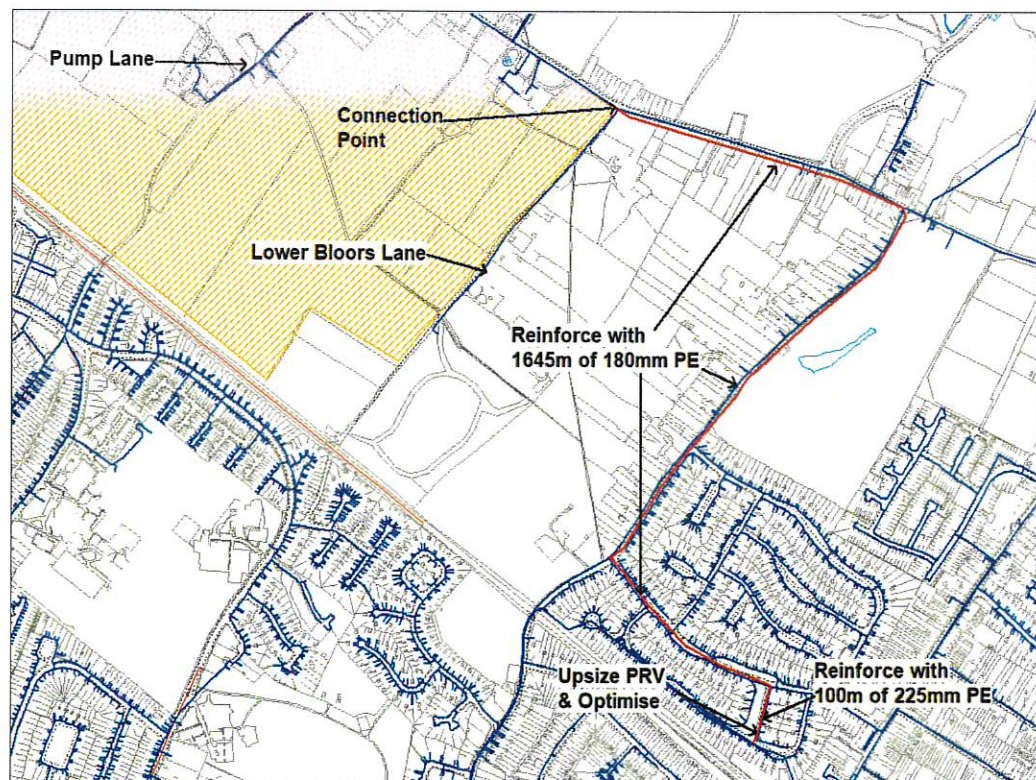 Pump Lane
Connection
Point
Lower Bloors Lane
Reinforce with
1645m of 180mm PE
Upsize PRV
& Optimise
Reinforce with
100m of 225mm PE